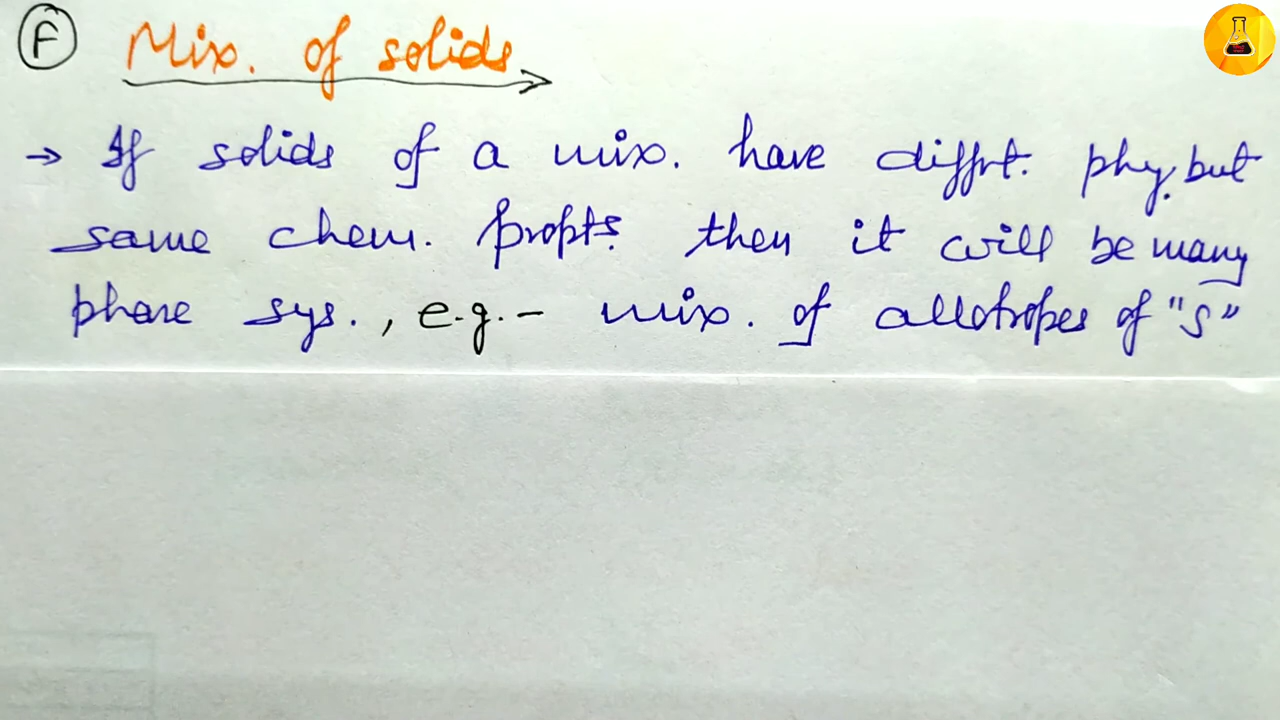 F Mix. of solids
→ If solids of a mix. have diffrt. phy. but
same chem. propts. then it will be many
phase sys., e.g. - mix. of allotropes of "S"